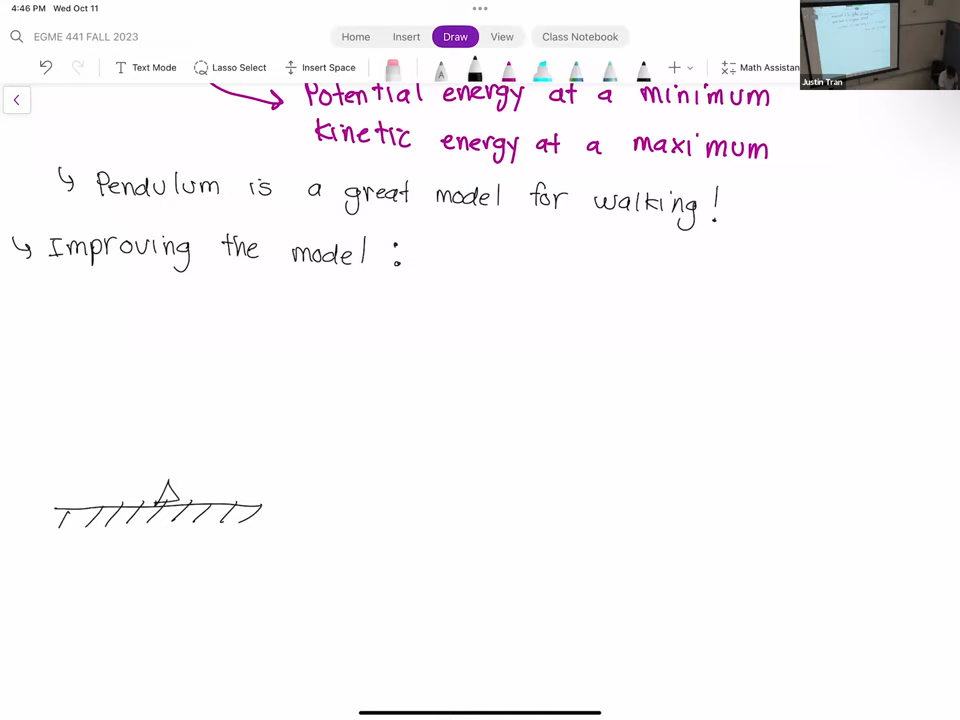 4:46 PM Wed Oct 11
EGME 441 FALL 2023
Home Insert Draw View Class Notebook
Text Mode Lasso Select Insert Space Math Assistan
Justin Tran
Potential energy at a minimum
kinetic energy at a maximum
Pendulum is a great model for walking!
Improving the model: